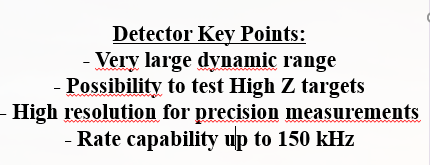 Detector Key Points:
- Very large dynamic range
- Possibility to test High Z targets
- High resolution for precision measurements
- Rate capability up to 150 kHz